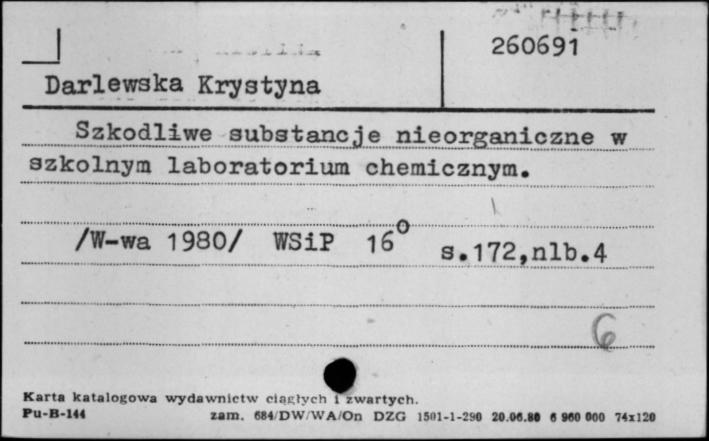 260691
Darlewska Krystyna
Szkodliwe substancje nieorganiczne w
szkolnym laboratorium chemicznym.
/W-wa 1980/ WSiP 16o s.172,nlb.4
6
Karta katalogowa wydawnictw ciągłych i zwartych.
Pu-B-144 zam. 684/DW/WA/On DZG 1501-1-290 20.06.80 6 960 000 74x120